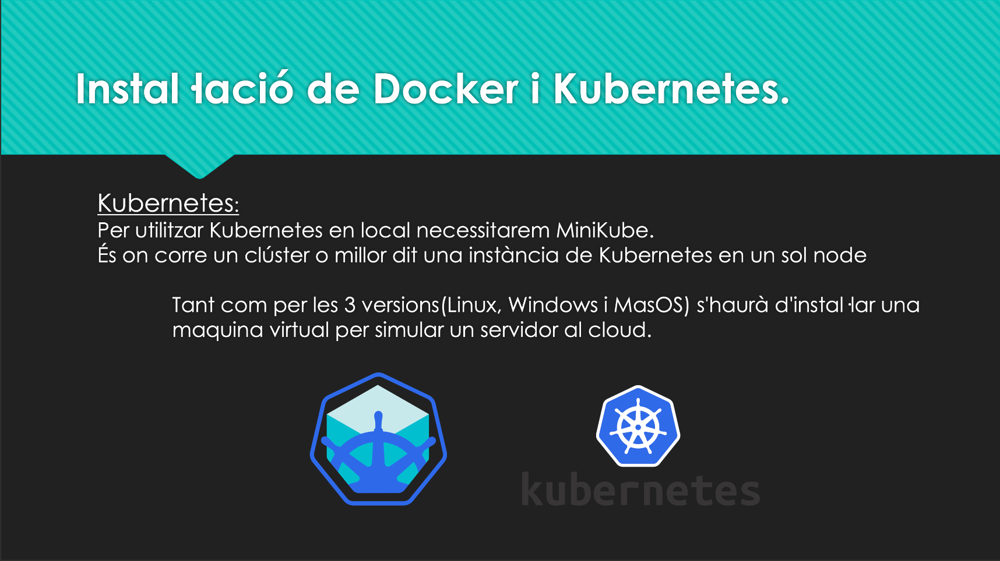 Instal·lació de Docker i Kubernetes.
Kubernetes:
Per utilitzar Kubernetes en local necessitarem MiniKube.
És on corre un clúster o millor dit una instància de Kubernetes en un sol node
Tant com per les 3 versions(Linux, Windows i MasOS) s'haurà d'instal·lar una
maquina virtual per simular un servidor al cloud.
kubernetes